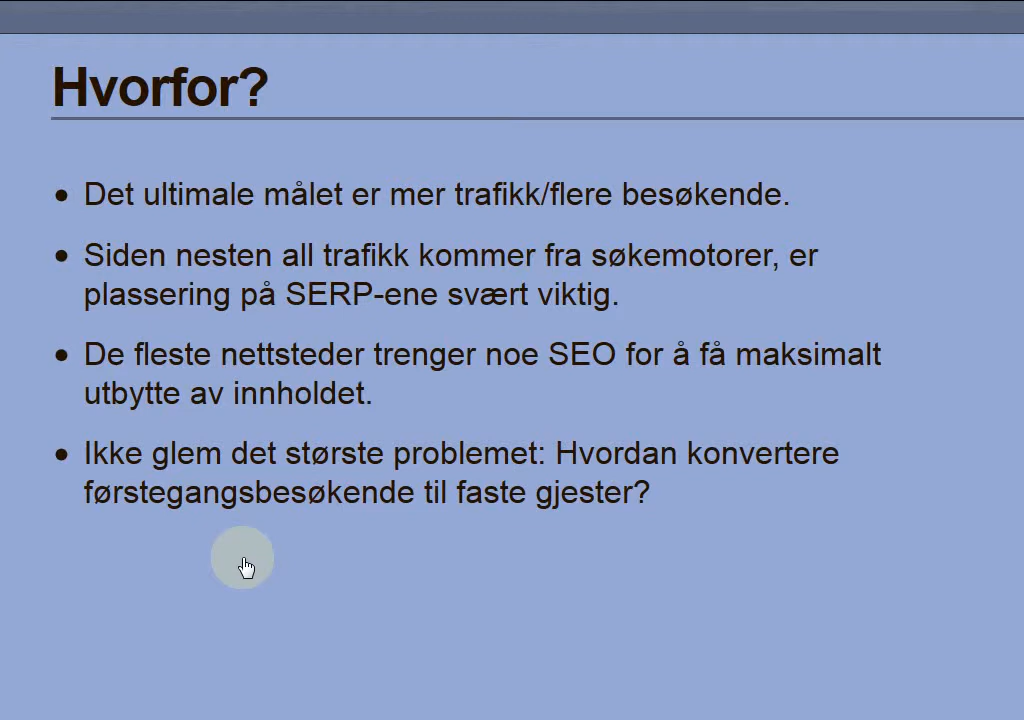 Hvorfor?
• Det ultimale målet er mer trafikk/flere besøkende.
• Siden nesten all trafikk kommer fra søkemotorer, er
plassering på SERP-ene svært viktig.
• De fleste nettsteder trenger noe SEO for å få maksimalt
utbytte av innholdet.
• Ikke glem det største problemet: Hvordan konvertere
førstegangsbesøkende til faste gjester?